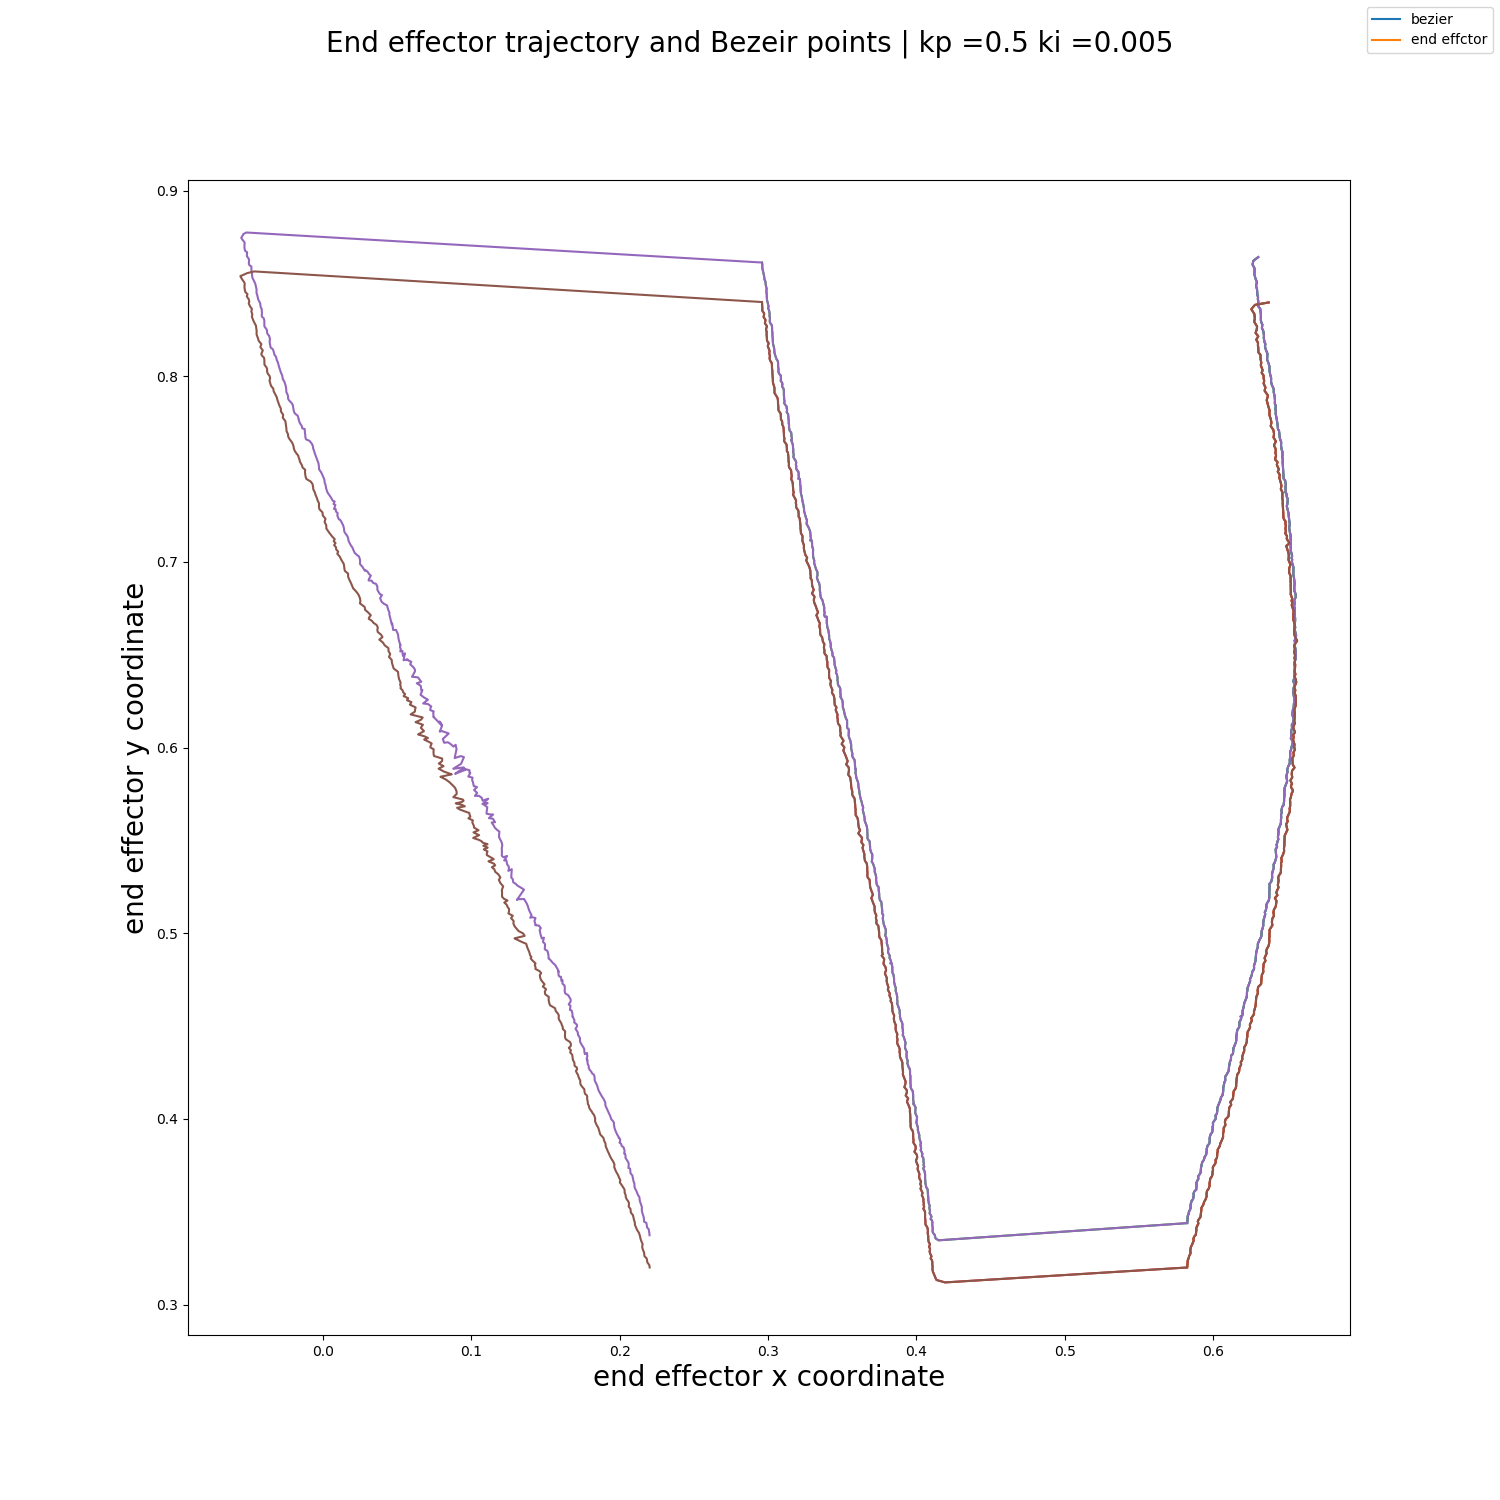 End effector trajectory and Bezeir points | kp =0.5 ki =0.005
bezier
end effctor
end effector y coordinate
0.9
0.8
0.7
0.6
0.5
0.4
0.3
0.0 0.1 0.2 0.3 0.4 0.5 0.6
end effector x coordinate